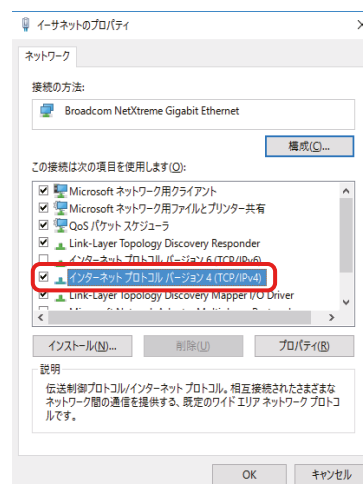 イーサネットのプロパティ
ネットワーク
接続の方法:
Broadcom NetXtreme Gigabit Ethernet
構成(C)...
この接続は次の項目を使用します(O):
Microsoft ネットワーク用クライアント
Microsoft ネットワーク用ファイルとプリンター共有
QoS パケット スケジューラ
Link-Layer Topology Discovery Responder
インターネット プロトコル バージョン 6 (TCP/IPv6)
インターネット プロトコル バージョン 4 (TCP/IPv4)
Link-Layer Topology Discovery Mapper I/O Driver
インストール(N)...
削除(U)
プロパティ(R)
説明
伝送制御プロトコル/インターネット プロトコル。相互接続されたさまざまな
ネットワーク間の通信を提供する、既定のワイド エリア ネットワーク プロトコ
ルです。
OK
キャンセル